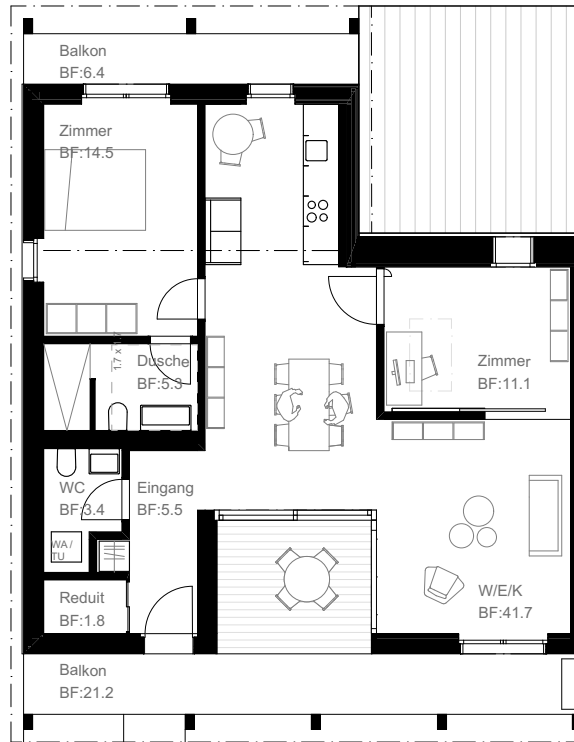 Balkon
BF:6.4
Zimmer
BF:14.5
1.7 x 1.7
Dusche
BF:5.3
Zimmer
BF:11.1
WC
BF:3.4
Eingang
BF:5.5
WA /
TU
Reduit
BF:1.8
W/E/K
BF:41.7
Balkon
BF:21.2